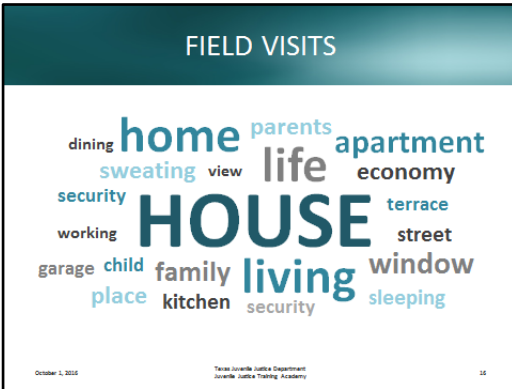 FIELD VISITS
dining home parents apartment
sweating view life economy
security HOUSE terrace
working street
garage child family living window
place kitchen security sleeping
October 1, 2016
Texas Juvenile Justice Department
Juvenile Justice Training Academy
16